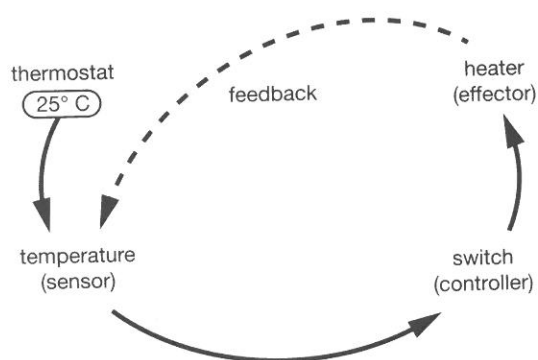 thermostat
25° C
feedback
heater
(effector)
temperature
(sensor)
switch
(controller)